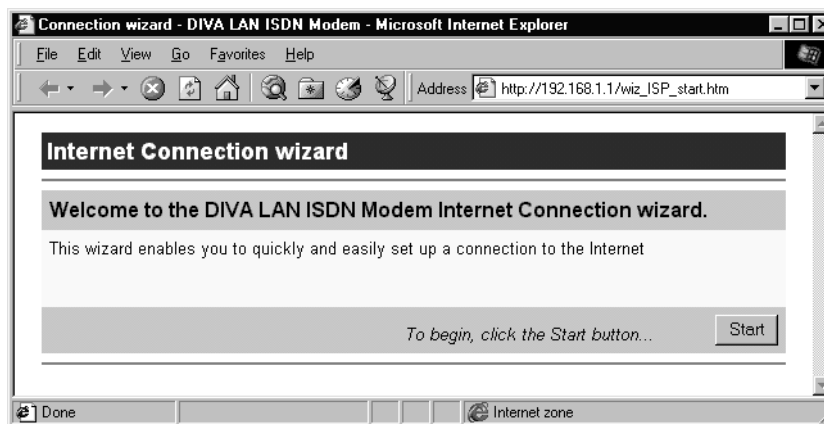 Connection wizard - DIVA LAN ISDN Modem - Microsoft Internet Explorer
File Edit View Go Favorites Help
Address http://192.168.1.1/wiz_ISP_start.htm
Internet Connection wizard
Welcome to the DIVA LAN ISDN Modem Internet Connection wizard.
This wizard enables you to quickly and easily set up a connection to the Internet
To begin, click the Start button... Start
Done Internet zone